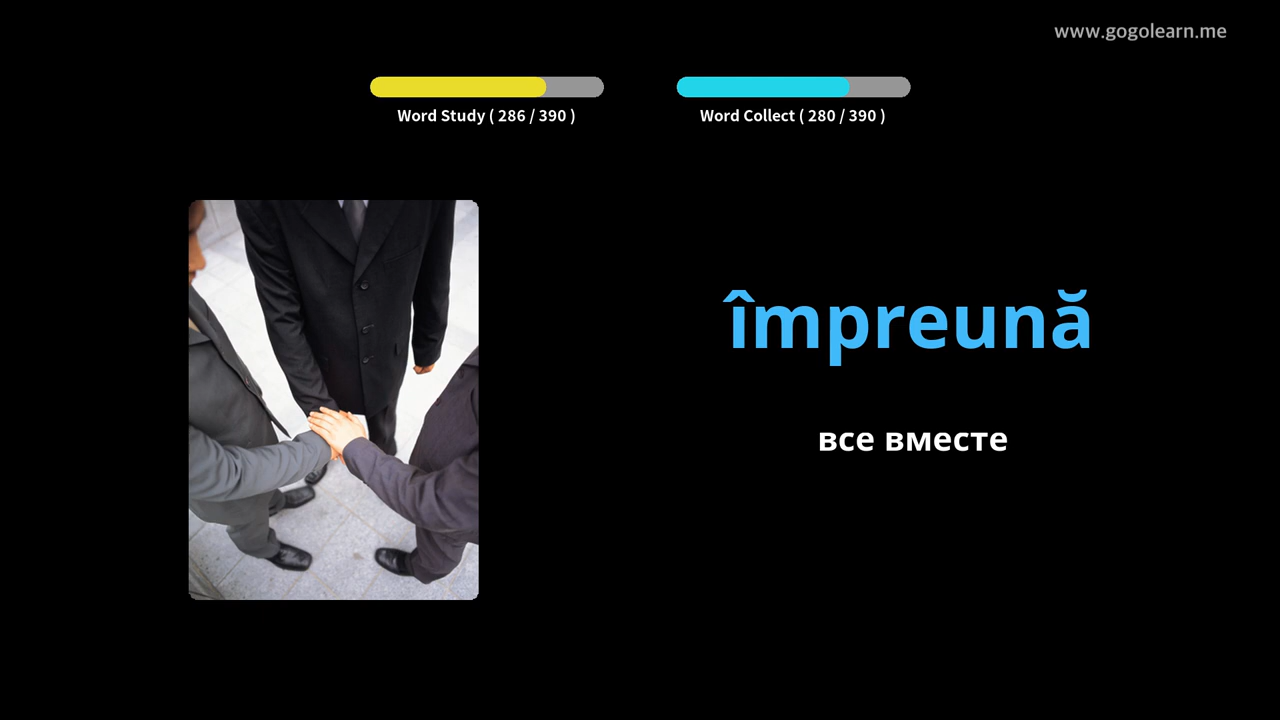 www.gogolearn.me
Word Study ( 286 / 390 )
Word Collect ( 280 / 390 )
împreună
все вместе